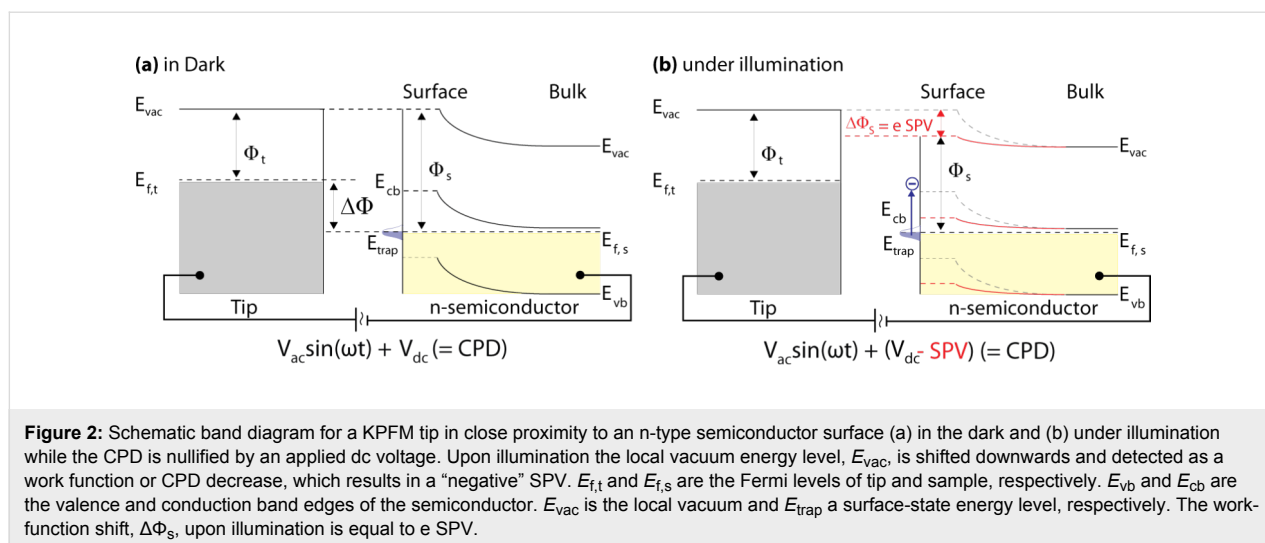 (a) in Dark
Surface Bulk
E_vac
Φ_t
Φ_s
E_vac
E_f,t
E_cb
ΔΦ
E_trap
E_f, s
E_vb
Tip
n-semiconductor
V_ac sin(ωt) + V_dc (= CPD)
(b) under illumination
Surface Bulk
E_vac
ΔΦ_s = e SPV
Φ_t
Φ_s
E_vac
E_f,t
E_cb
E_trap
E_f, s
E_vb
Tip
n-semiconductor
V_ac sin(ωt) + (V_dc - SPV) (= CPD)
Figure 2: Schematic band diagram for a KPFM tip in close proximity to an n-type semiconductor surface (a) in the dark and (b) under illumination
while the CPD is nullified by an applied dc voltage. Upon illumination the local vacuum energy level, E_vac, is shifted downwards and detected as a
work function or CPD decrease, which results in a “negative” SPV. E_f,t and E_f,s are the Fermi levels of tip and sample, respectively. E_vb and E_cb are
the valence and conduction band edges of the semiconductor. E_vac is the local vacuum and E_trap a surface-state energy level, respectively. The work-
function shift, ΔΦ_s, upon illumination is equal to e SPV.